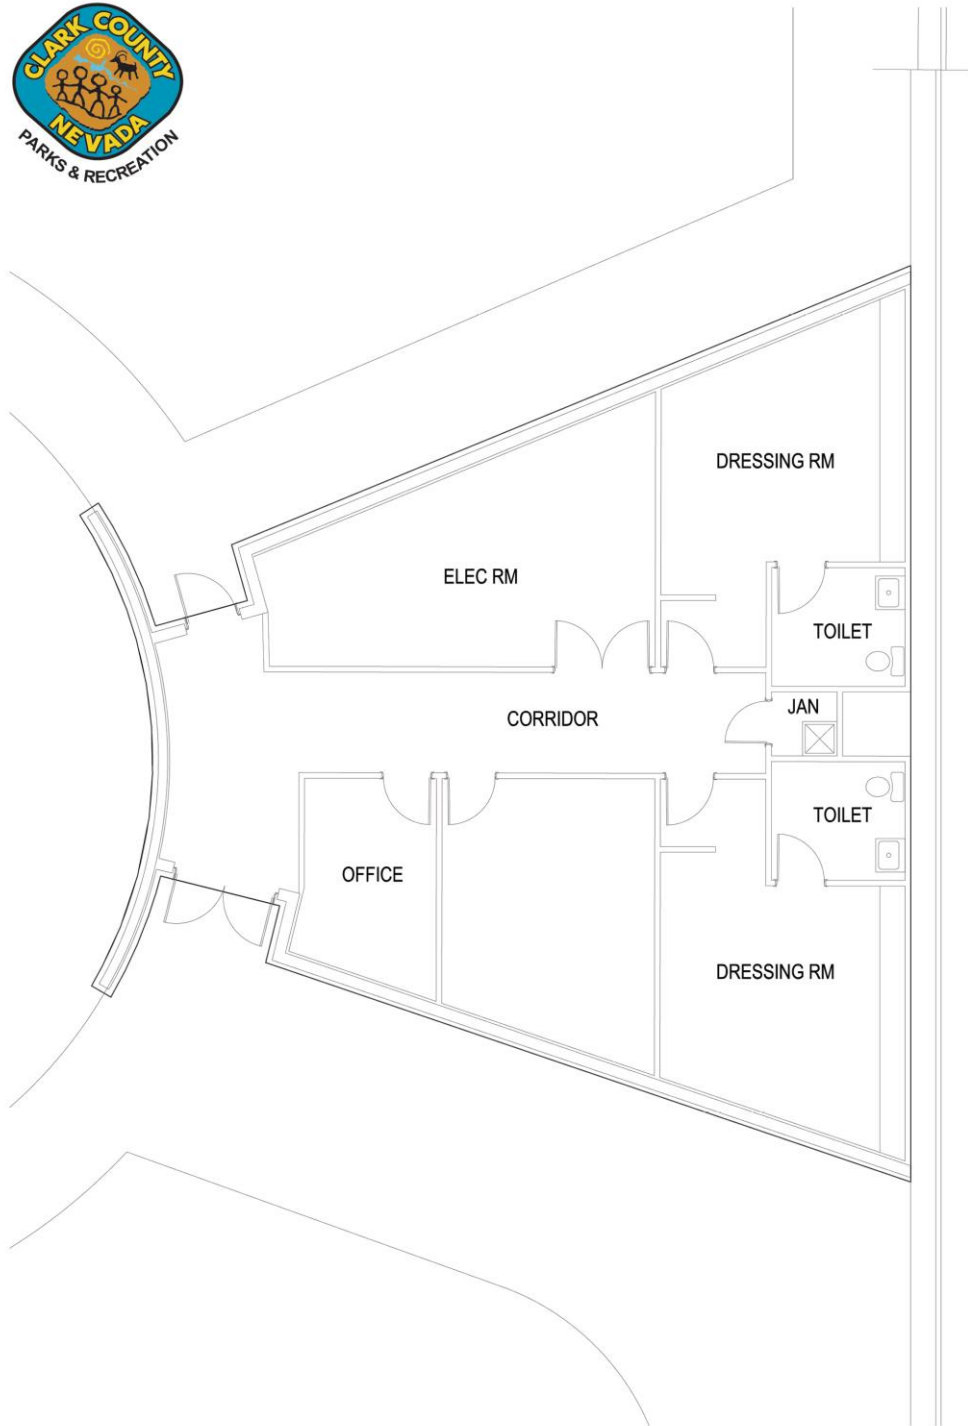 CLARK COUNTY
NEVADA
PARKS & RECREATION
DRESSING RM
ELEC RM
TOILET
JAN
CORRIDOR
TOILET
OFFICE
DRESSING RM